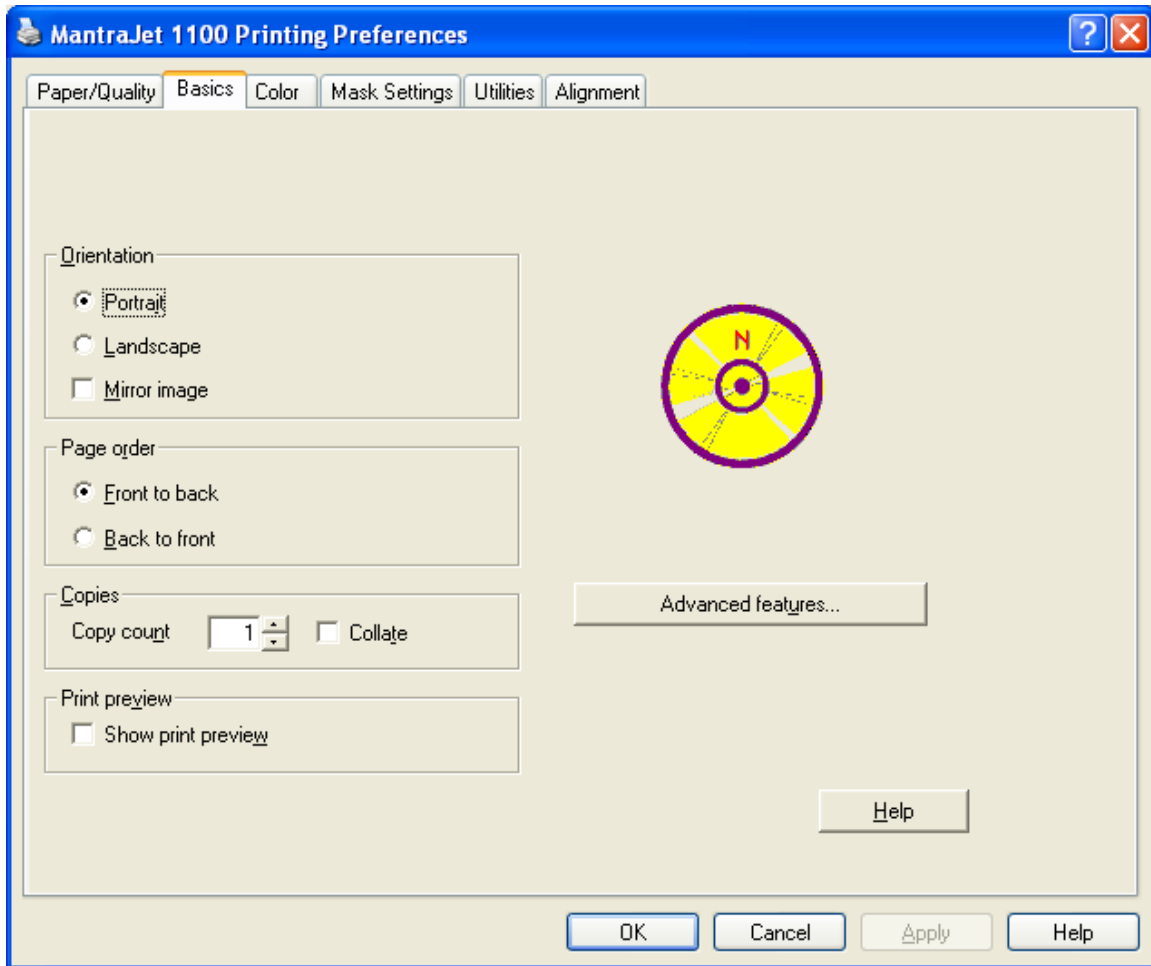 MantraJet 1100 Printing Preferences
?
Paper/Quality Basics Color Mask Settings Utilities Alignment
Orientation
Portrait
Landscape
Mirror image
N
Page order
Front to back
Back to front
Copies
Copy count 1 Collate
Advanced features...
Print preview
Show print preview
Help
OK Cancel Apply Help